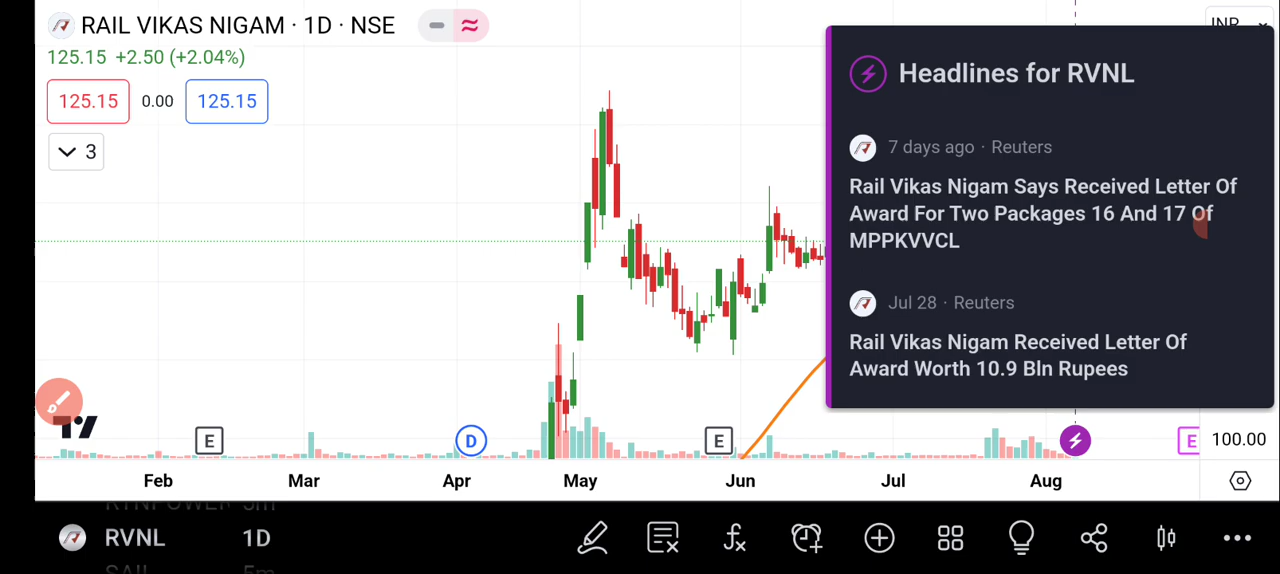 RAIL VIKAS NIGAM · 1D · NSE
INR
125.15 +2.50 (+2.04%)
125.15 0.00 125.15
3
Headlines for RVNL
7 days ago · Reuters
Rail Vikas Nigam Says Received Letter Of
Award For Two Packages 16 And 17 Of
MPPKVVCL
Jul 28 · Reuters
Rail Vikas Nigam Received Letter Of
Award Worth 10.9 Bln Rupees
E D E E 100.00
Feb Mar Apr May Jun Jul Aug
RVNL 1D
SAIL 5m